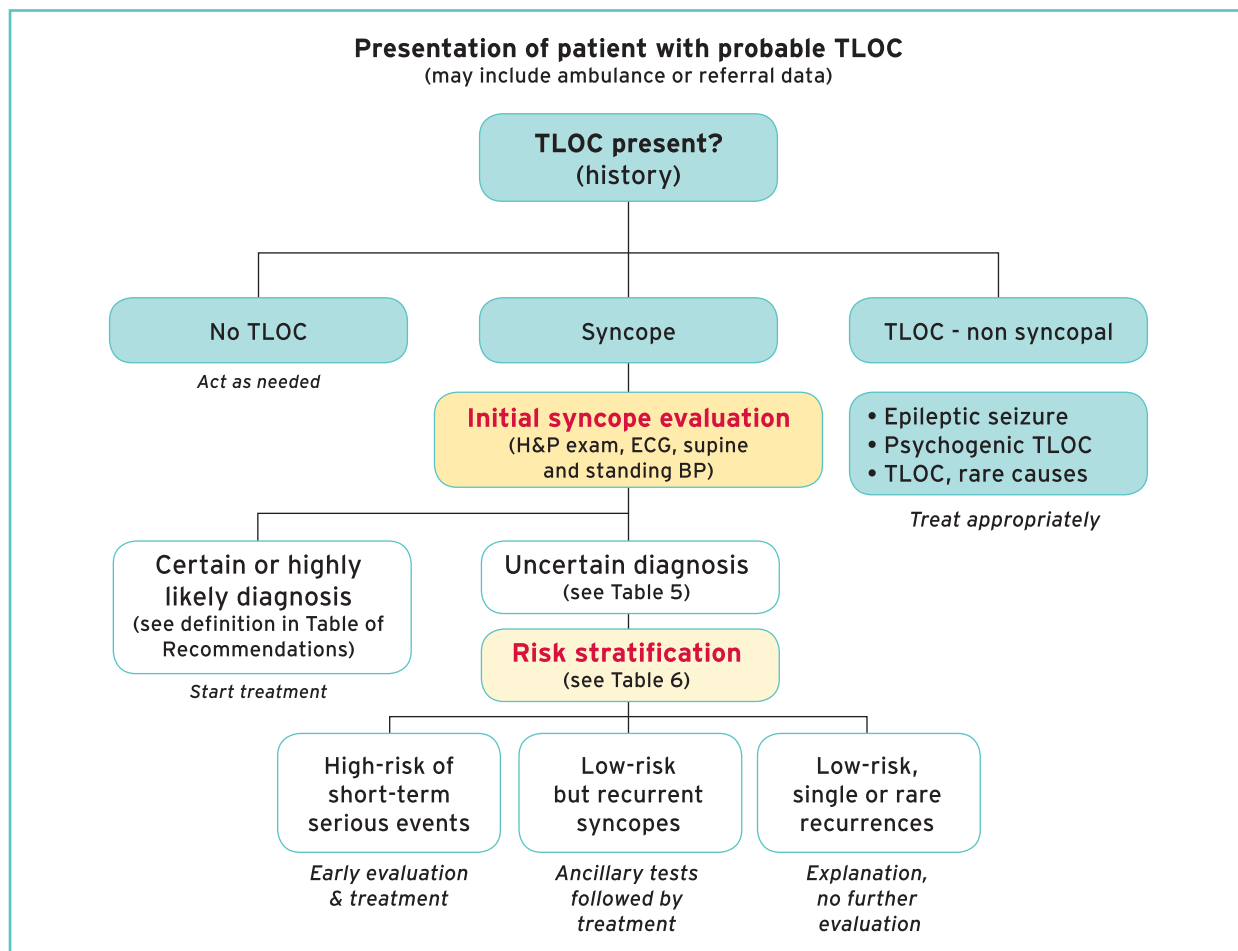 Presentation of patient with probable TLOC
(may include ambulance or referral data)
TLOC present?
(history)
No TLOC
Act as needed
Syncope
TLOC - non syncopal
Initial syncope evaluation
(H&P exam, ECG, supine
and standing BP)
• Epileptic seizure
• Psychogenic TLOC
• TLOC, rare causes
Treat appropriately
Certain or highly
likely diagnosis
(see definition in Table of
Recommendations)
Start treatment
Uncertain diagnosis
(see Table 5)
Risk stratification
(see Table 6)
High-risk of
short-term
serious events
Early evaluation
& treatment
Low-risk
but recurrent
syncopes
Ancillary tests
followed by
treatment
Low-risk,
single or rare
recurrences
Explanation,
no further
evaluation